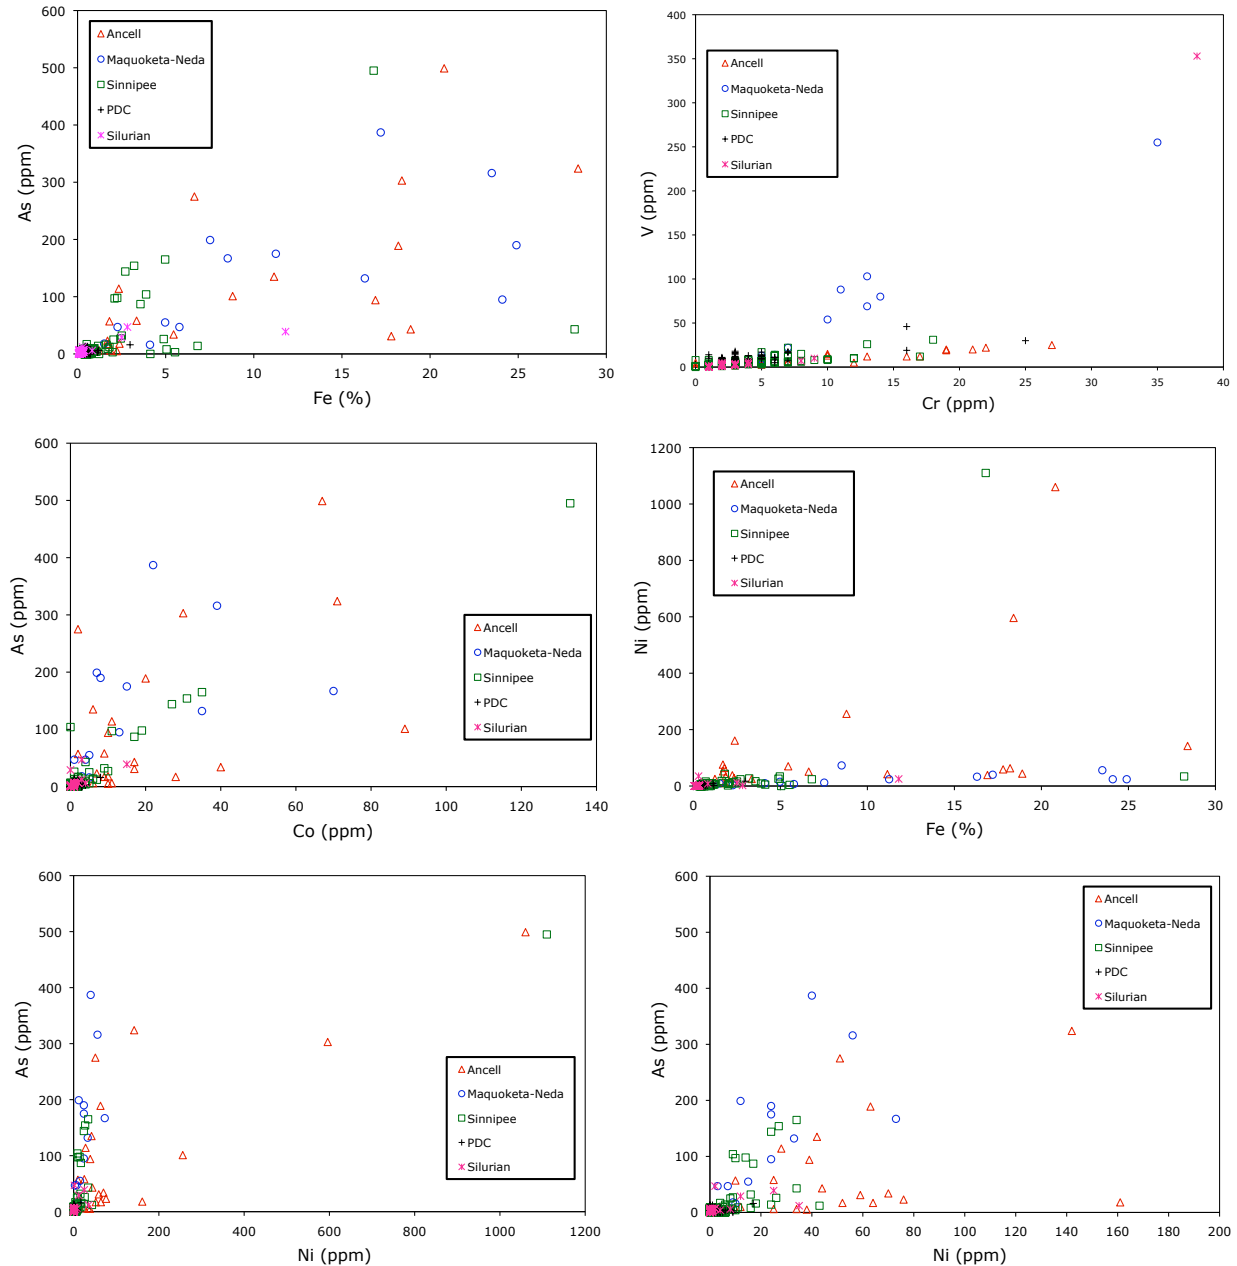 600
500
400
300
200
100
0
As (ppm)
Ancell
Maquoketa-Neda
Sinnipee
PDC
Silurian
0 5 10 15 20 25 30
Fe (%)
400
350
300
250
200
150
100
50
0
V (ppm)
Ancell
Maquoketa-Neda
Sinnipee
PDC
Silurian
0 5 10 15 20 25 30 35 40
Cr (ppm)
600
500
400
300
200
100
0
As (ppm)
Ancell
Maquoketa-Neda
Sinnipee
PDC
Silurian
0 20 40 60 80 100 120 140
Co (ppm)
1200
1000
800
600
400
200
0
Ni (ppm)
Ancell
Maquoketa-Neda
Sinnipee
PDC
Silurian
0 5 10 15 20 25 30
Fe (%)
600
500
400
300
200
100
0
As (ppm)
Ancell
Maquoketa-Neda
Sinnipee
PDC
Silurian
0 200 400 600 800 1000 1200
Ni (ppm)
600
500
400
300
200
100
0
As (ppm)
Ancell
Maquoketa-Neda
Sinnipee
PDC
Silurian
0 20 40 60 80 100 120 140 160 180 200
Ni (ppm)